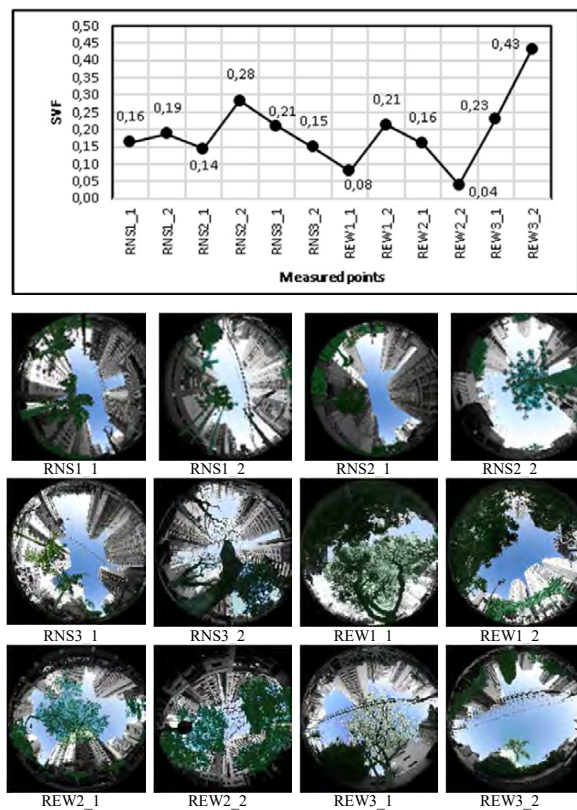 0,50
0,45
0,40
0,35
0,30
0,25
0,20
0,15
0,10
0,05
0,00
SVF
0,16
0,19
0,14
0,28
0,21
0,15
0,08
0,21
0,16
0,04
0,23
0,43
RNS1_1
RNS1_2
RNS2_1
RNS2_2
RNS3_1
RNS3_2
REW1_1
REW1_2
REW2_1
REW2_2
REW3_1
REW3_2
Measured points
RNS1_1 RNS1_2 RNS2_1 RNS2_2
RNS3_1 RNS3_2 REW1_1 REW1_2
REW2_1 REW2_2 REW3_1 REW3_2